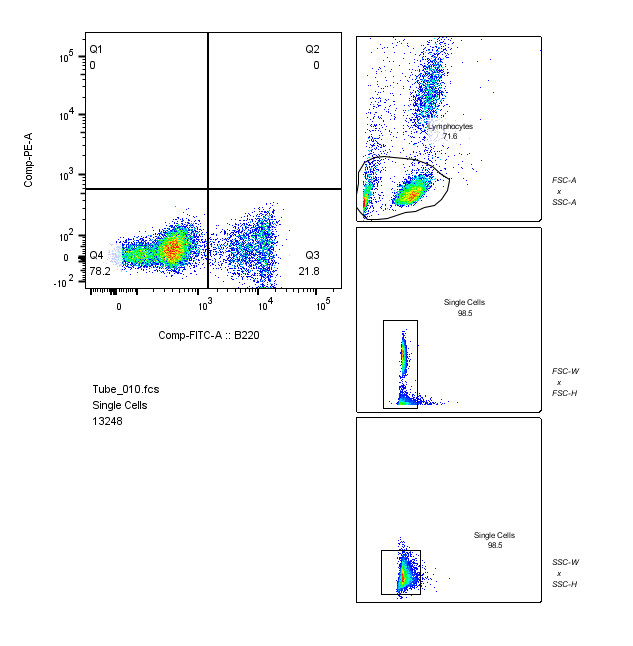 Q1
0
Q2
0
Q4
78.2
Q3
21.8
10^5
10^4
10^3
10^2
0
-10^2
0
10^3
10^4
10^5
Comp-PE-A
Comp-FITC-A :: B220
Tube_010.fcs
Single Cells
13248
Lymphocytes
71.6
FSC-A
x
SSC-A
Single Cells
98.5
FSC-W
x
FSC-H
Single Cells
98.5
SSC-W
x
SSC-H